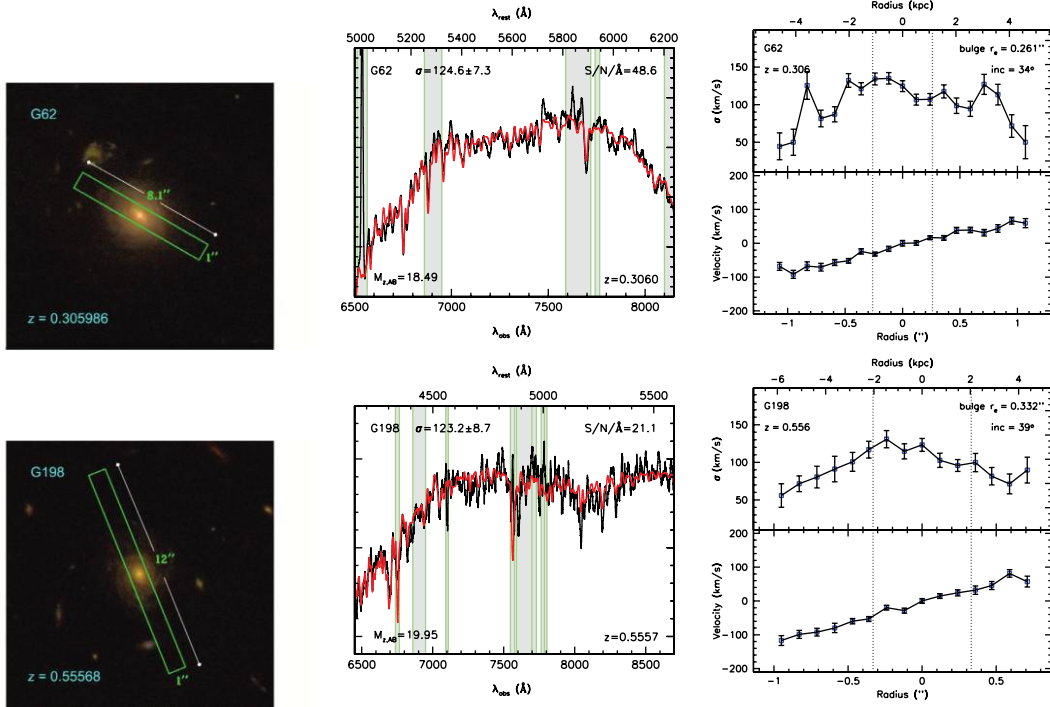 G62
8.1"
1"
z = 0.305986
λrest (Å)
5000 5200 5400 5600 5800 6000 6200
G62 σ=124.6±7.3 S/N/Å=48.6
Mz,AB=18.49 z=0.3060
6500 7000 7500 8000
λobs (Å)
Radius (kpc)
−4 −2 0 2 4
G62 bulge re = 0.261"
z = 0.306 inc = 34°
150
100
50
σ (km/s)
200
100
0
−100
−200
Velocity (km/s)
−1 −0.5 0 0.5 1
Radius (")
G198
12"
1"
z = 0.55568
λrest (Å)
4500 5000 5500
G198 σ=123.2±8.7 S/N/Å=21.1
Mz,AB=19.95 z=0.5557
6500 7000 7500 8000 8500
λobs (Å)
Radius (kpc)
−6 −4 −2 0 2 4
G198 bulge re = 0.332"
z = 0.556 inc = 39°
150
100
50
σ (km/s)
200
100
0
−100
−200
Velocity (km/s)
−1 −0.5 0 0.5
Radius (")